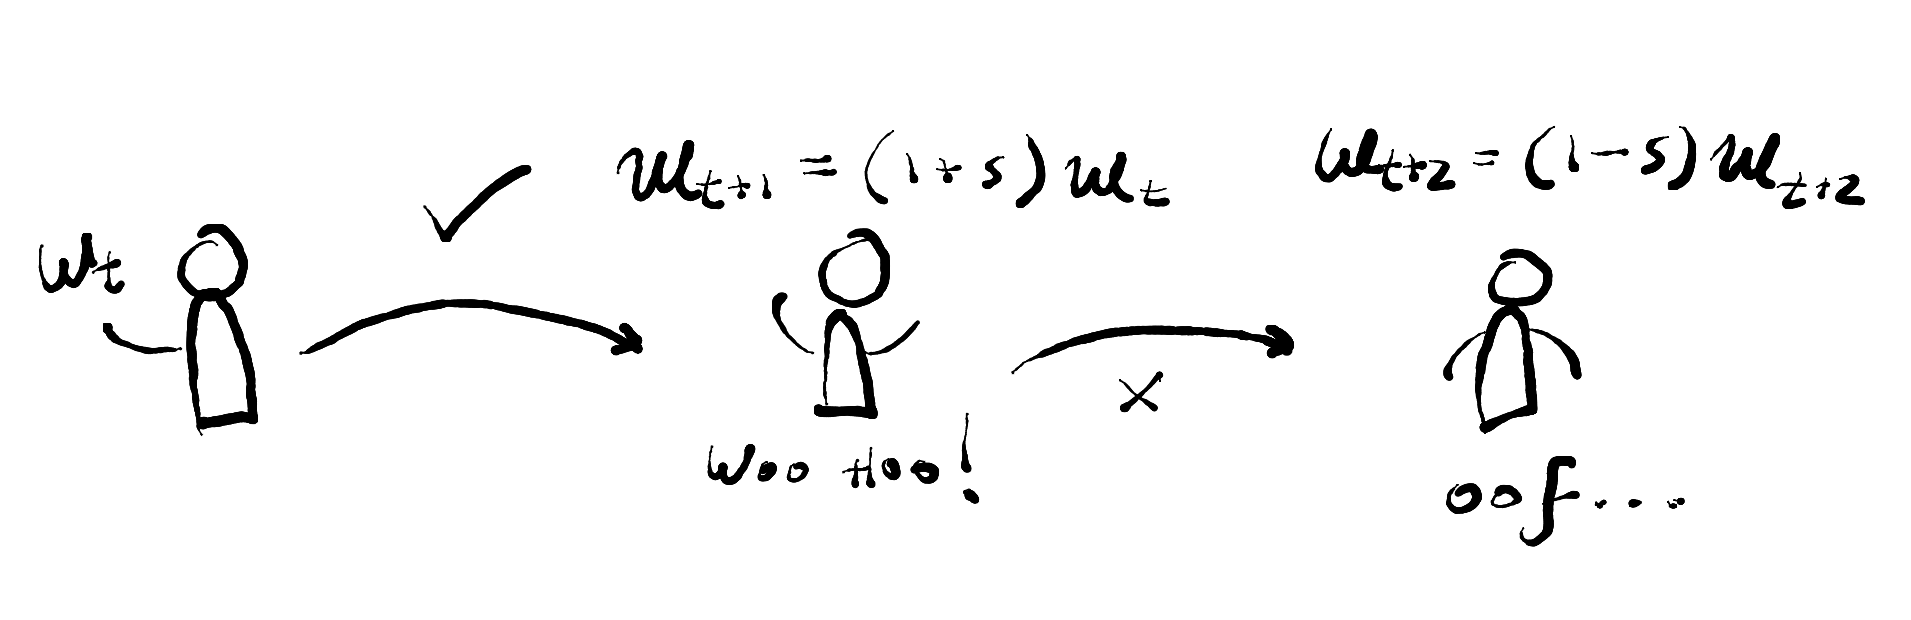 w_t
w_{t+1} = (1+s) w_t
w_{t+2} = (1-s) w_{t+2}
WOO HOO!
oof...